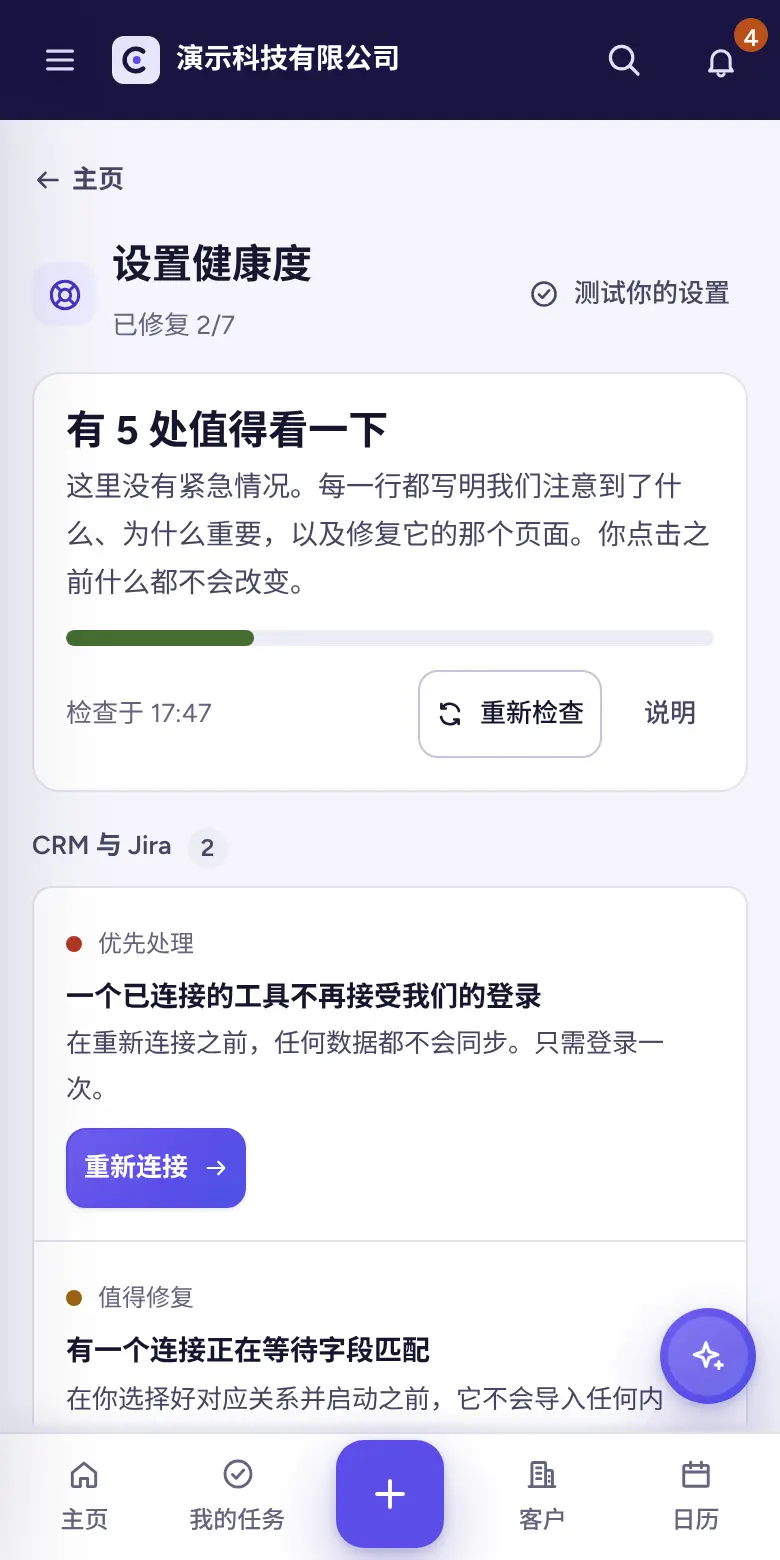 演示科技有限公司
4
主页
设置健康度
已修复 2/7
测试你的设置
有 5 处值得看一下
这里没有紧急情况。每一行都写明我们注意到了什
么、为什么重要，以及修复它的那个页面。你点击之
前什么都不会改变。
检查于 17:47
重新检查
说明
CRM 与 Jira
2
优先处理
一个已连接的工具不再接受我们的登录
在重新连接之前，任何数据都不会同步。只需登录一
次。
重新连接
值得修复
有一个连接正在等待字段匹配
在你选择好对应关系并启动之前，它不会导入任何内
主页
我的任务
客户
日历